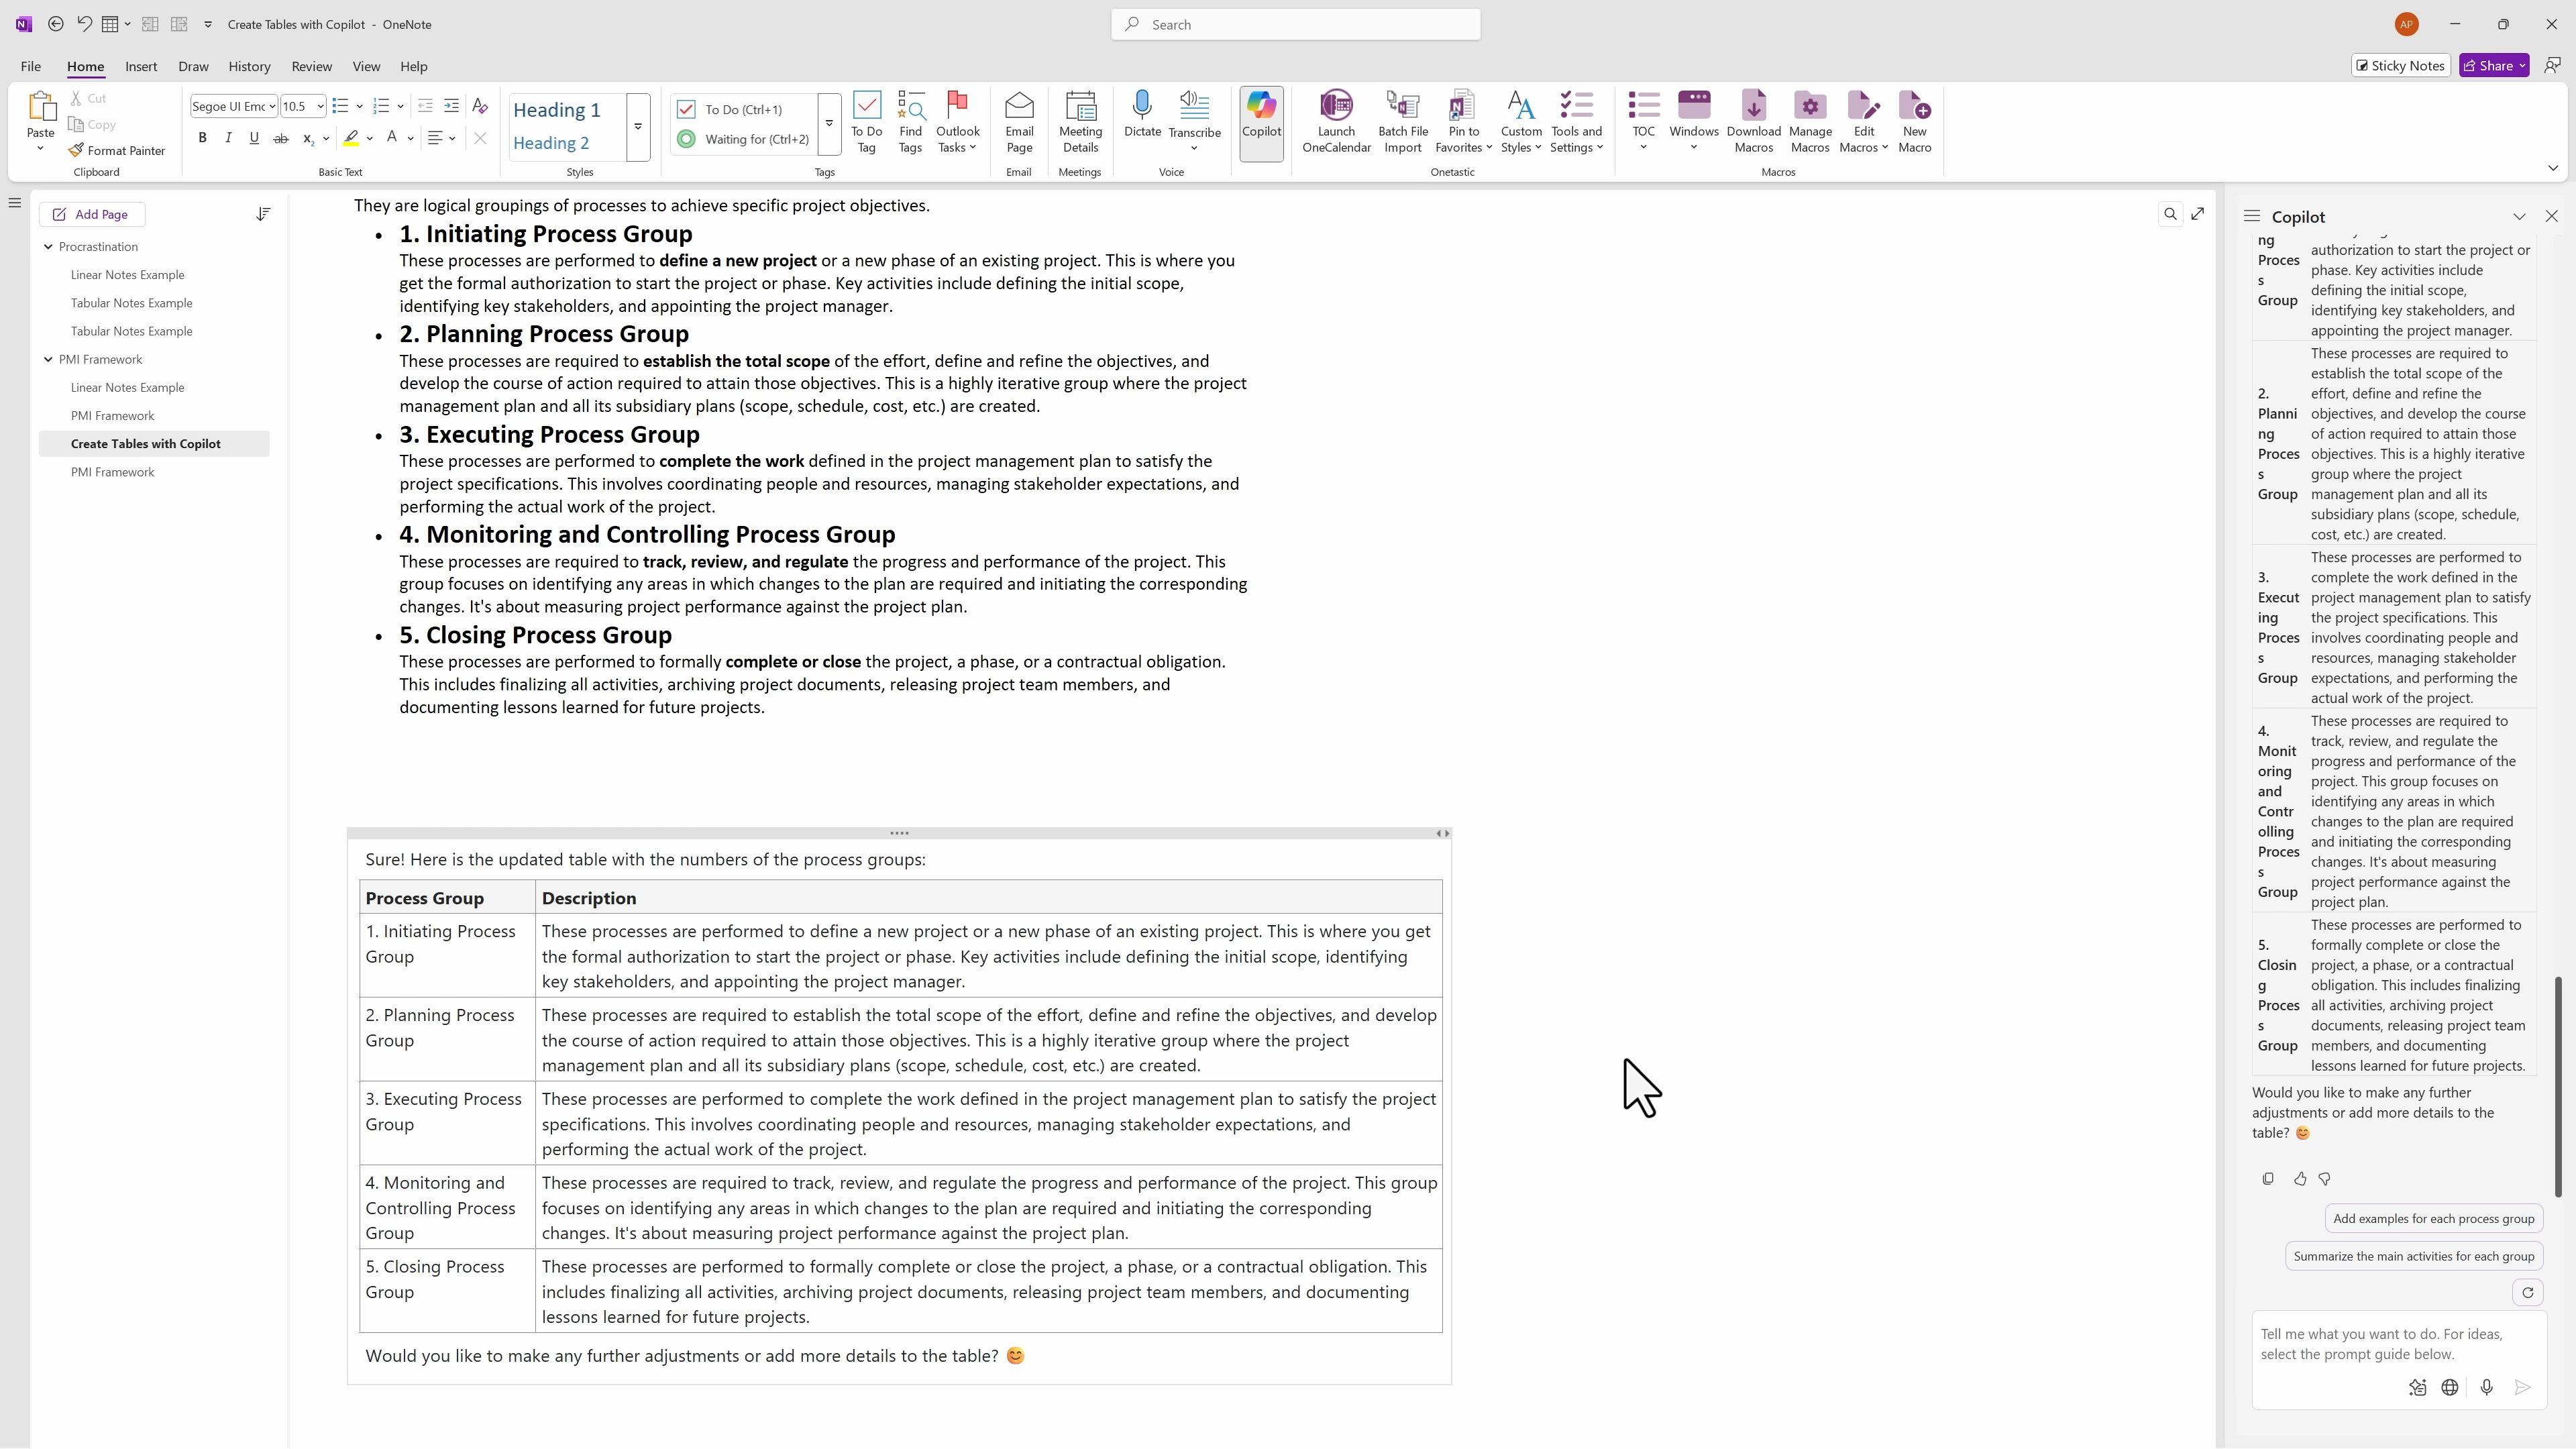 Create Tables with Copilot - OneNote
Search
AP
File
Home
Insert
Draw
History
Review
View
Help
Sticky Notes
Share
Paste
Cut
Copy
Format Painter
Clipboard
Segoe UI Emc
10.5
B I U ab x₂ A
Basic Text
Heading 1
Heading 2
Styles
To Do (Ctrl+1)
Waiting for (Ctrl+2)
To Do
Tag
Find
Tags
Outlook
Tasks
Tags
Email
Page
Email
Meeting
Details
Meetings
Dictate
Transcribe
Voice
Copilot
Launch
OneCalendar
Batch File
Import
Pin to
Favorites
Custom
Styles
Tools and
Settings
Onetastic
TOC
Windows
Download
Macros
Manage
Macros
Edit
Macros
New
Macro
Macros
Add Page
Procrastination
Linear Notes Example
Tabular Notes Example
Tabular Notes Example
PMI Framework
Linear Notes Example
PMI Framework
Create Tables with Copilot
PMI Framework
They are logical groupings of processes to achieve specific project objectives.
• 1. Initiating Process Group
These processes are performed to define a new project or a new phase of an existing project. This is where you
get the formal authorization to start the project or phase. Key activities include defining the initial scope,
identifying key stakeholders, and appointing the project manager.
• 2. Planning Process Group
These processes are required to establish the total scope of the effort, define and refine the objectives, and
develop the course of action required to attain those objectives. This is a highly iterative group where the project
management plan and all its subsidiary plans (scope, schedule, cost, etc.) are created.
• 3. Executing Process Group
These processes are performed to complete the work defined in the project management plan to satisfy the
project specifications. This involves coordinating people and resources, managing stakeholder expectations, and
performing the actual work of the project.
• 4. Monitoring and Controlling Process Group
These processes are required to track, review, and regulate the progress and performance of the project. This
group focuses on identifying any areas in which changes to the plan are required and initiating the corresponding
changes. It's about measuring project performance against the project plan.
• 5. Closing Process Group
These processes are performed to formally complete or close the project, a phase, or a contractual obligation.
This includes finalizing all activities, archiving project documents, releasing project team members, and
documenting lessons learned for future projects.
Sure! Here is the updated table with the numbers of the process groups:
Process Group
Description
1. Initiating Process
Group
These processes are performed to define a new project or a new phase of an existing project. This is where you get
the formal authorization to start the project or phase. Key activities include defining the initial scope, identifying
key stakeholders, and appointing the project manager.
2. Planning Process
Group
These processes are required to establish the total scope of the effort, define and refine the objectives, and develop
the course of action required to attain those objectives. This is a highly iterative group where the project
management plan and all its subsidiary plans (scope, schedule, cost, etc.) are created.
3. Executing Process
Group
These processes are performed to complete the work defined in the project management plan to satisfy the project
specifications. This involves coordinating people and resources, managing stakeholder expectations, and
performing the actual work of the project.
4. Monitoring and
Controlling Process
Group
These processes are required to track, review, and regulate the progress and performance of the project. This group
focuses on identifying any areas in which changes to the plan are required and initiating the corresponding
changes. It's about measuring project performance against the project plan.
5. Closing Process
Group
These processes are performed to formally complete or close the project, a phase, or a contractual obligation. This
includes finalizing all activities, archiving project documents, releasing project team members, and documenting
lessons learned for future projects.
Would you like to make any further adjustments or add more details to the table? 😊
Copilot
ng
Proces
s
Group
authorization to start the project or
phase. Key activities include
defining the initial scope,
identifying key stakeholders, and
appointing the project manager.
2.
Planni
ng
Proces
s
Group
These processes are required to
establish the total scope of the
effort, define and refine the
objectives, and develop the course
of action required to attain those
objectives. This is a highly iterative
group where the project
management plan and all its
subsidiary plans (scope, schedule,
cost, etc.) are created.
3.
Execut
ing
Proces
s
Group
These processes are performed to
complete the work defined in the
project management plan to satisfy
the project specifications. This
involves coordinating people and
resources, managing stakeholder
expectations, and performing the
actual work of the project.
4.
Monit
oring
and
Contr
olling
Proces
s
Group
These processes are required to
track, review, and regulate the
progress and performance of the
project. This group focuses on
identifying any areas in which
changes to the plan are required
and initiating the corresponding
changes. It's about measuring
project performance against the
project plan.
5.
Closin
g
Proces
s
Group
These processes are performed to
formally complete or close the
project, a phase, or a contractual
obligation. This includes finalizing
all activities, archiving project
documents, releasing project team
members, and documenting
lessons learned for future projects.
Would you like to make any further
adjustments or add more details to the
table? 😊
Add examples for each process group
Summarize the main activities for each group
Tell me what you want to do. For ideas,
select the prompt guide below.